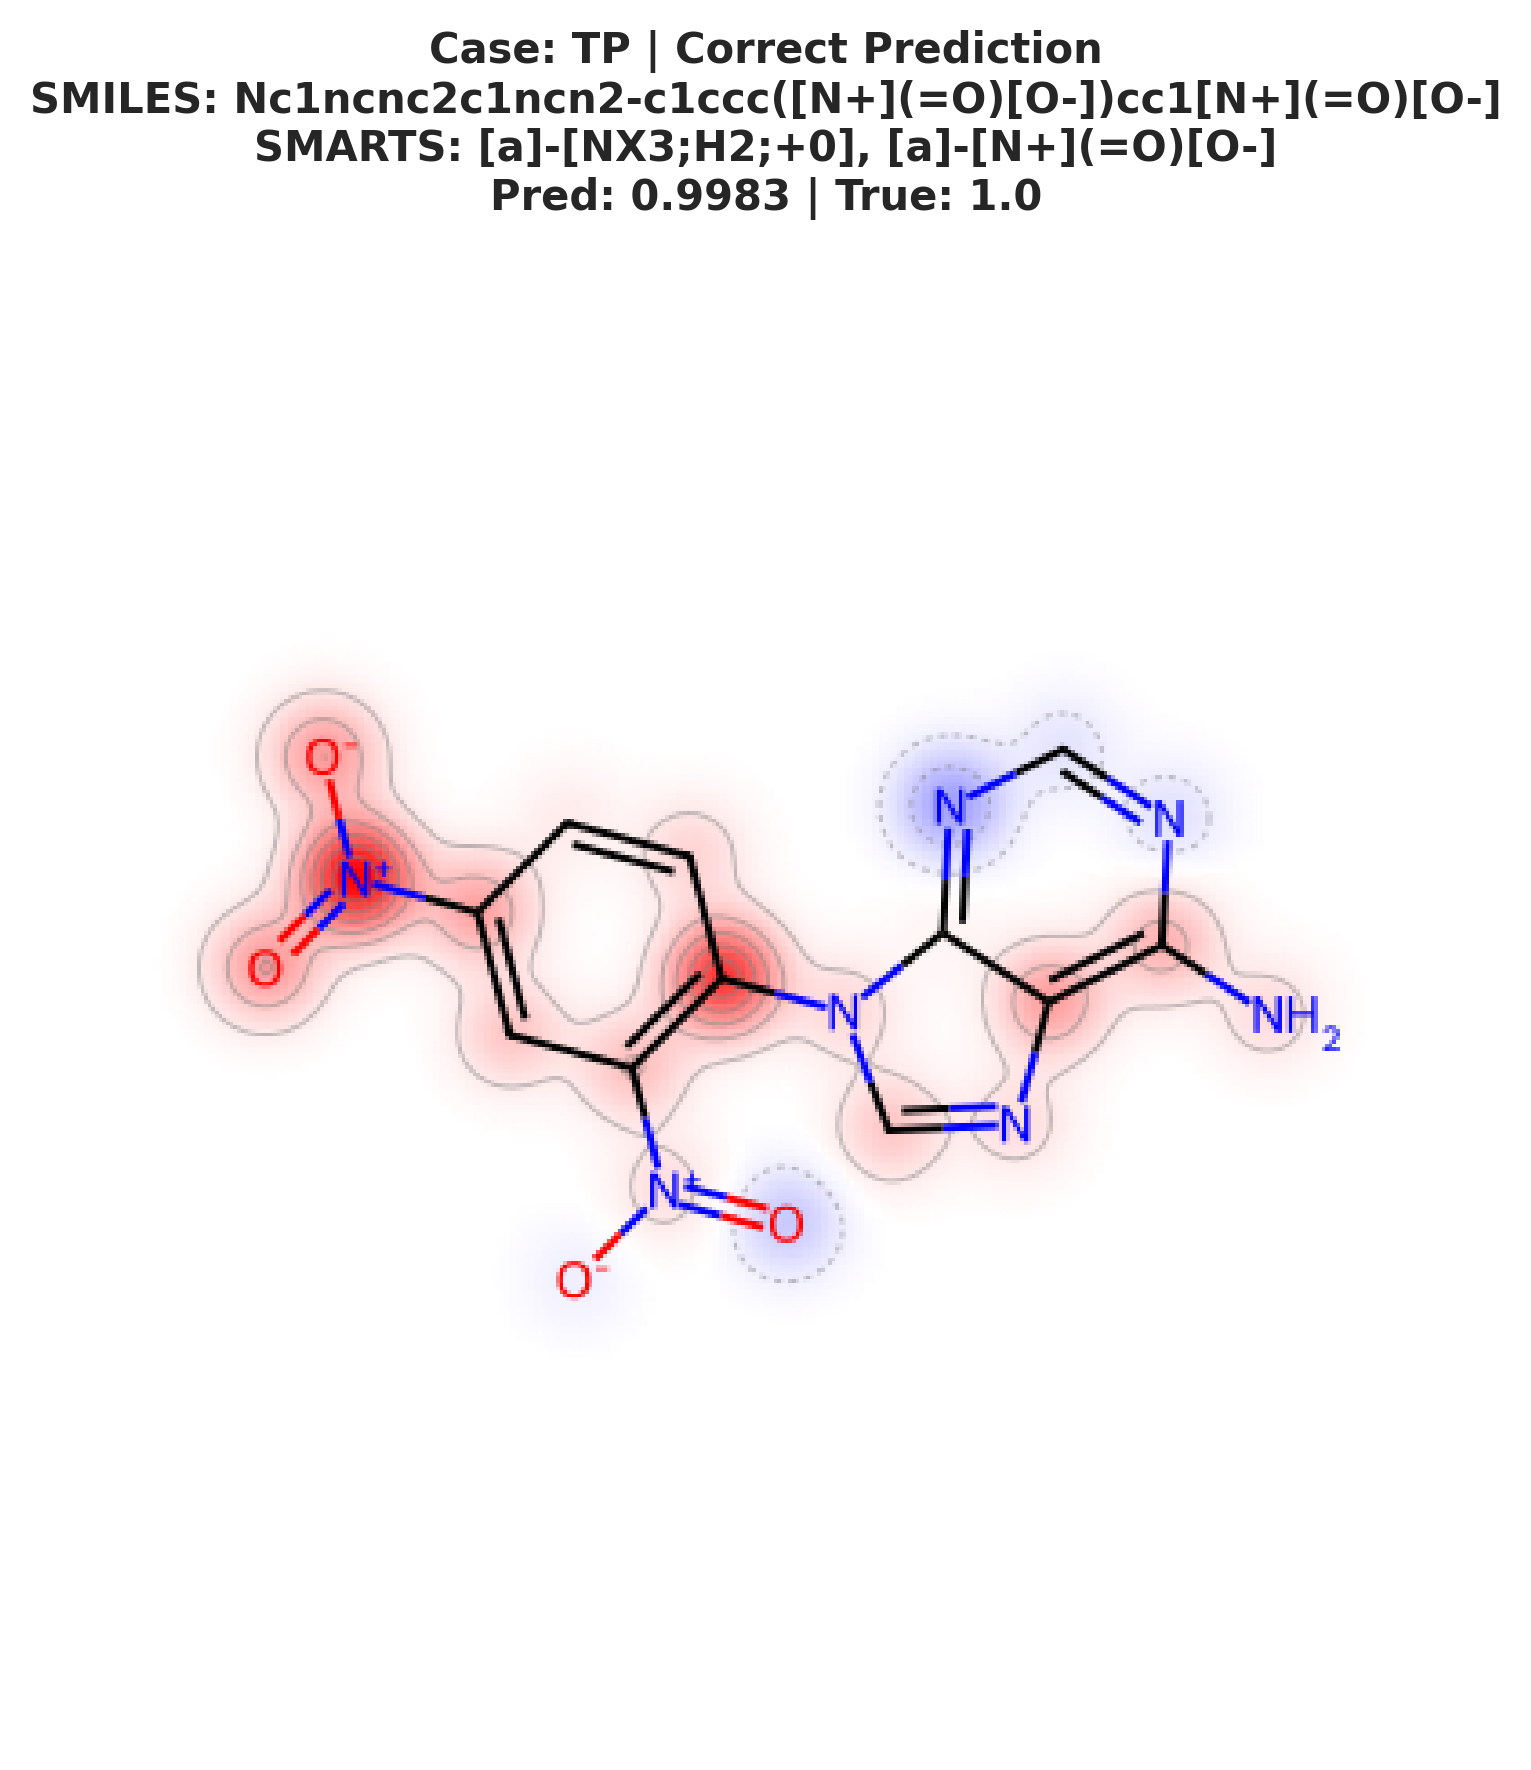 Case: TP | Correct Prediction
SMILES: Nc1ncnc2c1ncn2-c1ccc([N+](=O)[O-])cc1[N+](=O)[O-]
SMARTS: [a]-[NX3;H2;+0], [a]-[N+](=O)[O-]
Pred: 0.9983 | True: 1.0
O-
N
N
N+
O
N
NH2
N
N+
O
O-